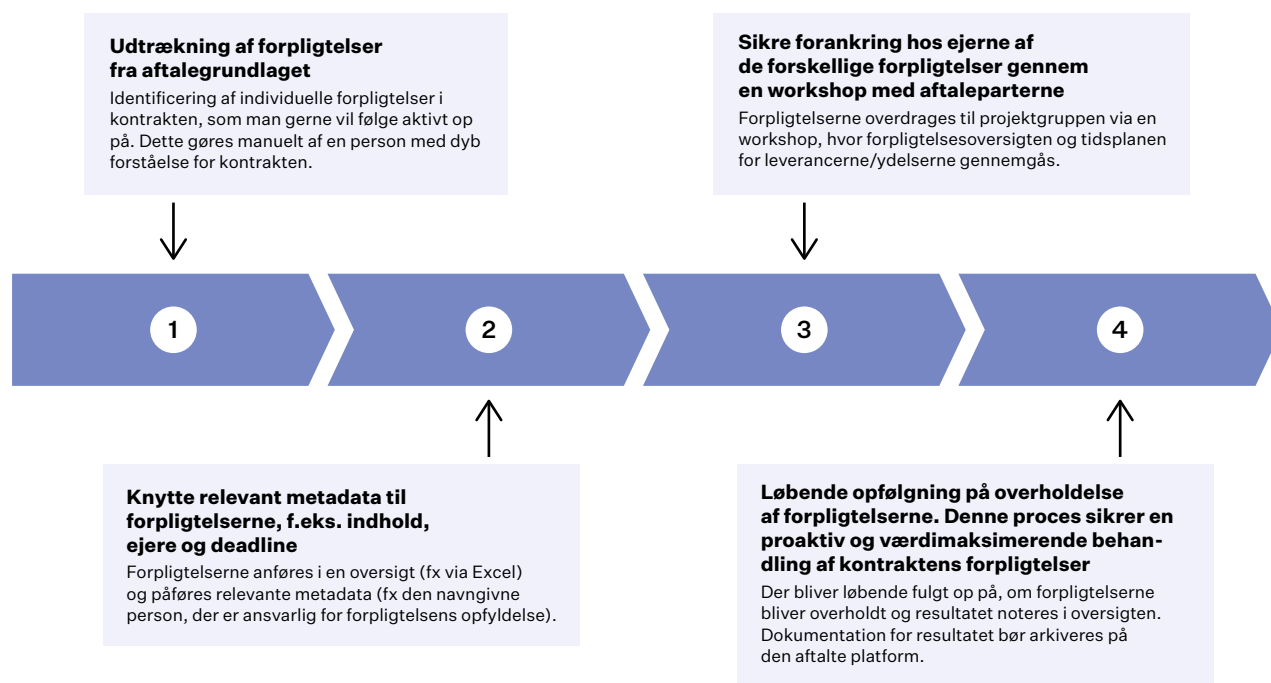 Udtrækning af forpligtelser
fra aftalegrundlaget
Identificering af individuelle forpligtelser i
kontrakten, som man gerne vil følge aktivt op
på. Dette gøres manuelt af en person med dyb
forståelse for kontrakten.
Sikre forankring hos ejerne af
de forskellige forpligtelser gennem
en workshop med aftaleparterne
Forpligtelserne overdrages til projektgruppen via en
workshop, hvor forpligtelsesoversigten og tidsplanen
for leverancerne/ydelserne gennemgås.
1
2
3
4
Knytte relevant metadata til
forpligtelserne, f.eks. indhold,
ejere og deadline
Forpligtelserne anføres i en oversigt (fx via Excel)
og påføres relevante metadata (fx den navngivne
person, der er ansvarlig for forpligtelsens opfyldelse).
Løbende opfølgning på overholdelse
af forpligtelserne. Denne proces sikrer en
proaktiv og værdimaksimerende behan-
dling af kontraktens forpligtelser
Der bliver løbende fulgt op på, om forpligtelserne
bliver overholdt og resultatet noteres i oversigten.
Dokumentation for resultatet bør arkiveres på
den aftalte platform.